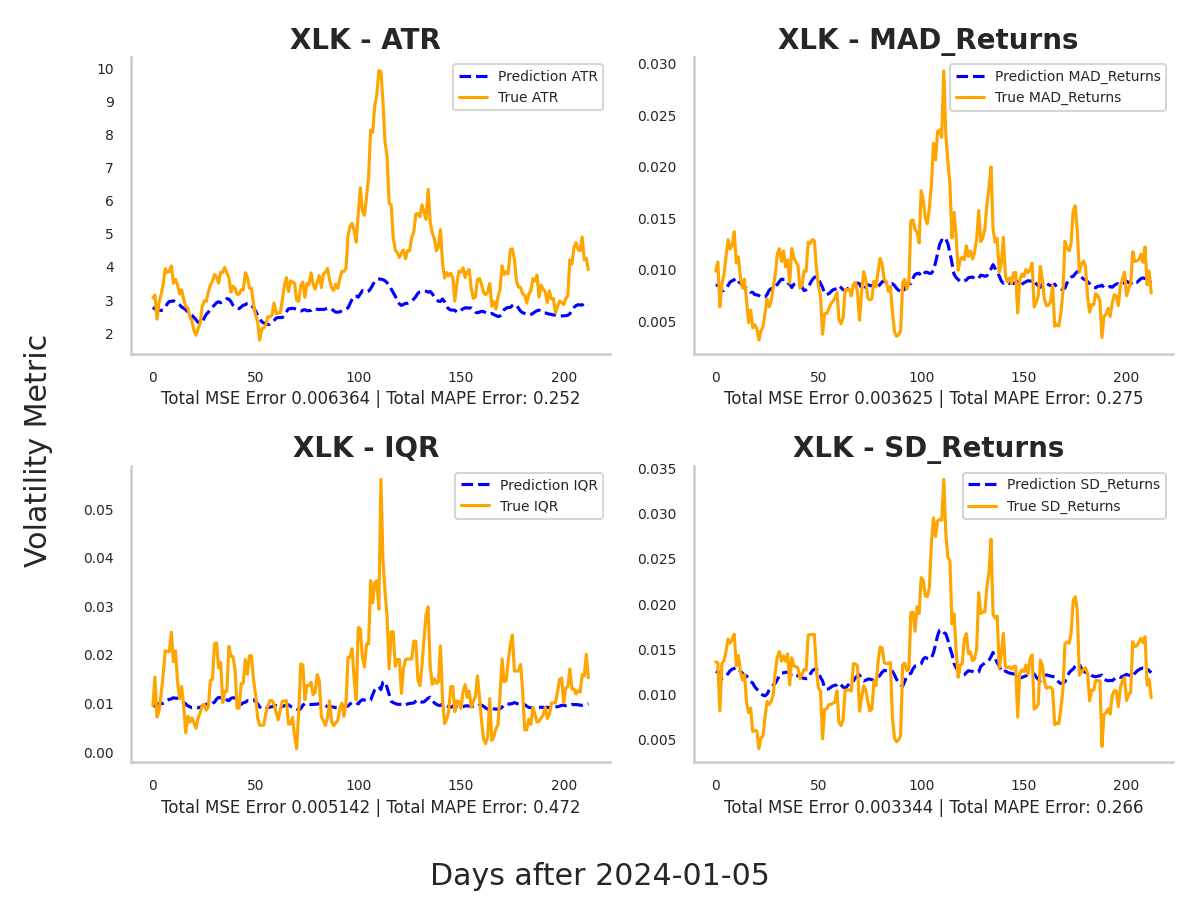 XLK - ATR
10
9
8
7
6
5
4
3
2
Prediction ATR
True ATR
0 50 100 150 200
Total MSE Error 0.006364 | Total MAPE Error: 0.252
XLK - MAD_Returns
0.030
0.025
0.020
0.015
0.010
0.005
Prediction MAD_Returns
True MAD_Returns
0 50 100 150 200
Total MSE Error 0.003625 | Total MAPE Error: 0.275
Volatility Metric
XLK - IQR
0.05
0.04
0.03
0.02
0.01
0.00
Prediction IQR
True IQR
0 50 100 150 200
Total MSE Error 0.005142 | Total MAPE Error: 0.472
XLK - SD_Returns
0.035
0.030
0.025
0.020
0.015
0.010
0.005
Prediction SD_Returns
True SD_Returns
0 50 100 150 200
Total MSE Error 0.003344 | Total MAPE Error: 0.266
Days after 2024-01-05